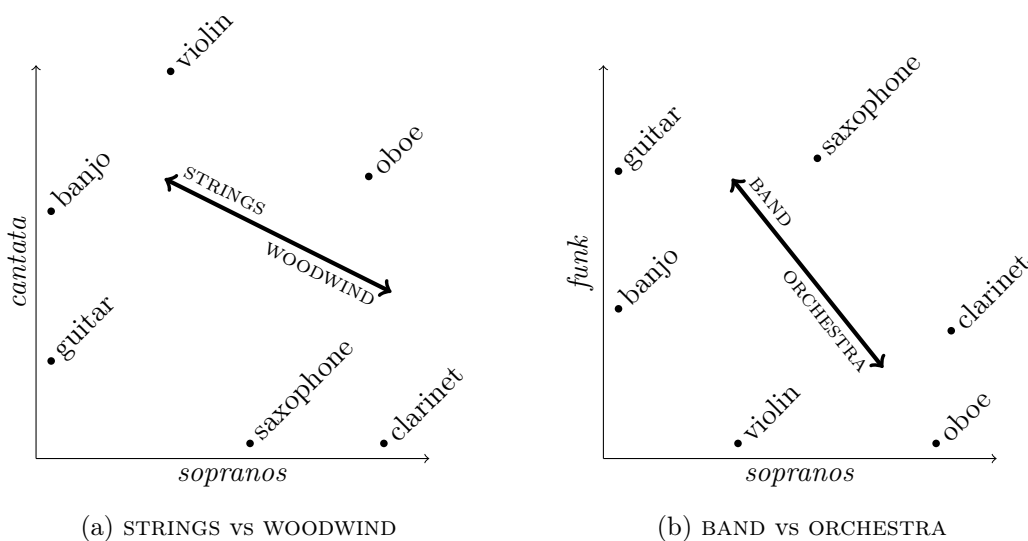 violin
oboe
banjo
STRINGS
WOODWIND
cantata
guitar
saxophone
clarinet
sopranos
(a) STRINGS vs WOODWIND
saxophone
guitar
BAND
funk
banjo
ORCHESTRA
clarinet
violin
oboe
sopranos
(b) BAND vs ORCHESTRA